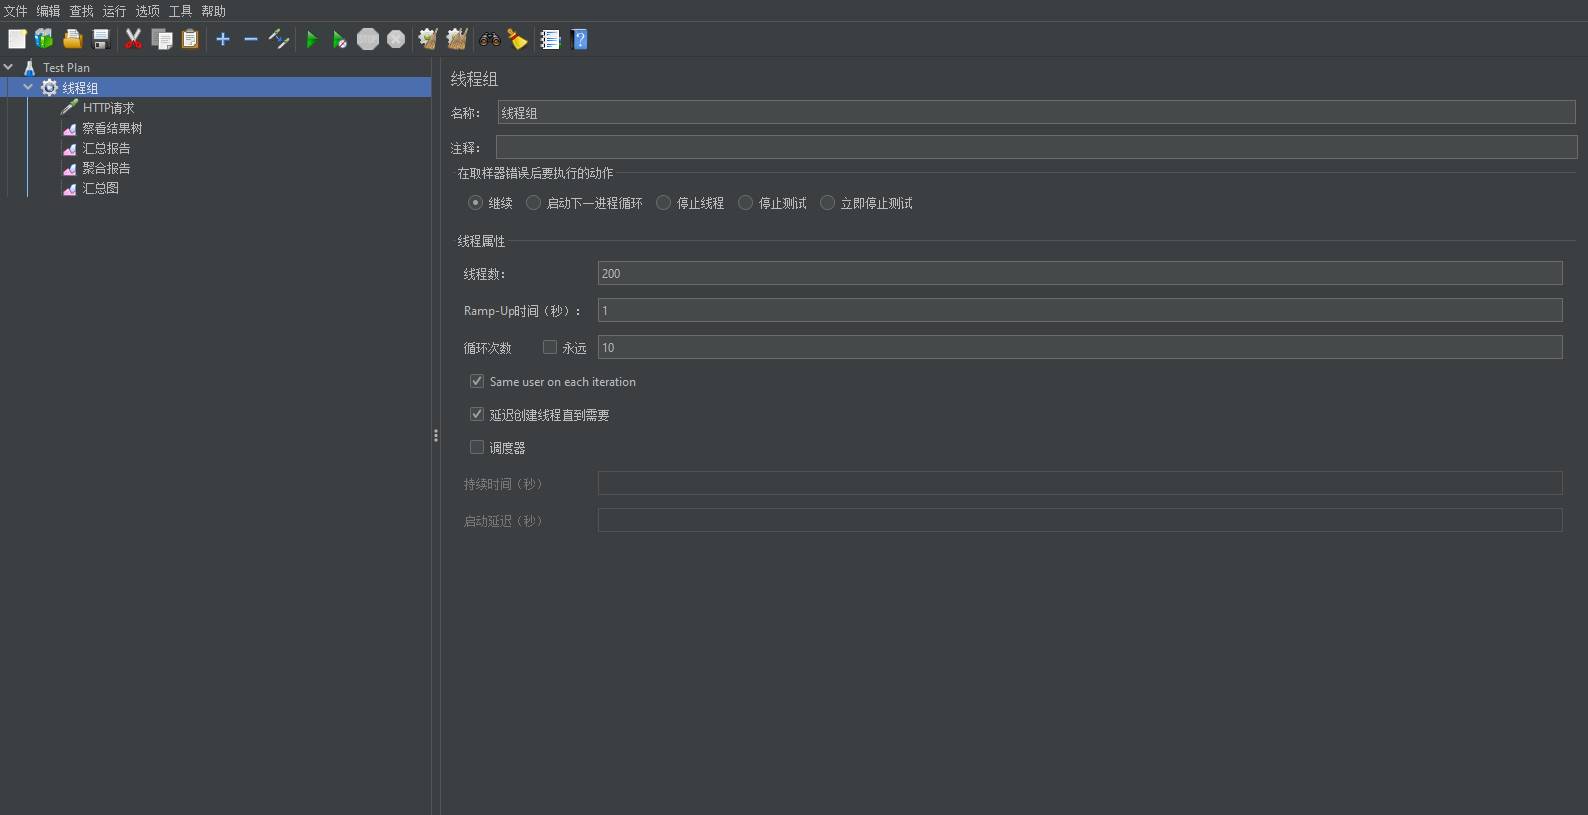 文件 编辑 查找 运行 选项 工具 帮助
Test Plan
线程组
HTTP请求
察看结果树
汇总报告
聚合报告
汇总图
线程组
名称： 线程组
注释：
在取样器错误后要执行的动作
继续 启动下一进程循环 停止线程 停止测试 立即停止测试
线程属性
线程数： 200
Ramp-Up时间（秒）： 1
循环次数 永远 10
Same user on each iteration
延迟创建线程直到需要
调度器
持续时间（秒）
启动延迟（秒）